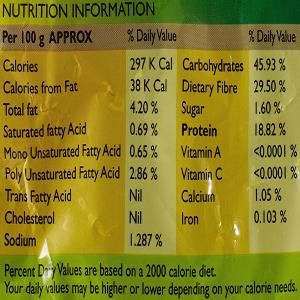 NUTRITION INFORMATION
Per 100 g APPROX % Daily Value % Daily Value
Calories 297 K Cal Carbohydrates 45.93 %
Calories from Fat 38 K Cal Dietary Fibre 29.50 %
Total fat 4.20 % Sugar 1.60 %
Saturated fatty Acid 0.69 % Protein 18.82 %
Mono Unsaturated Fatty Acid 0.65 % Vitamin A <0.0001 %
Poly Unsaturated Fatty Acid 2.86 % Vitamin C <0.0001 %
Trans Fatty Acid Nil Calcium 1.05 %
Cholesterol Nil Iron 0.103 %
Sodium 1.287 %
Percent Daily Values are based on a 2000 calorie diet.
Your daily values may be higher or lower depending on your calorie needs.